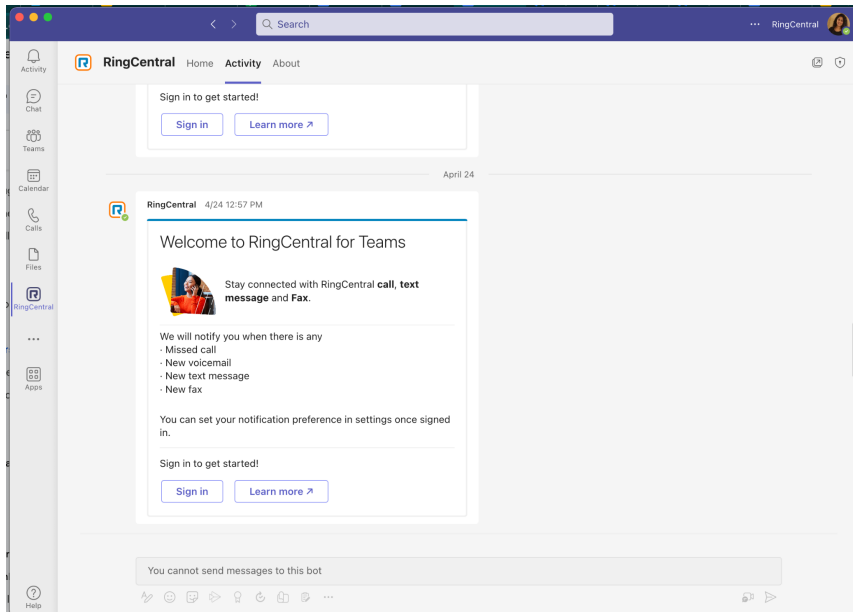 Search
RingCentral
Activity
Chat
Teams
Calendar
Calls
Files
RingCentral
Apps
Help
RingCentral Home Activity About
Sign in to get started!
Sign in Learn more ↗
April 24
RingCentral 4/24 12:57 PM
Welcome to RingCentral for Teams
Stay connected with RingCentral call, text
message and Fax.
We will notify you when there is any
· Missed call
· New voicemail
· New text message
· New fax
You can set your notification preference in settings once signed
in.
Sign in to get started!
Sign in Learn more ↗
You cannot send messages to this bot